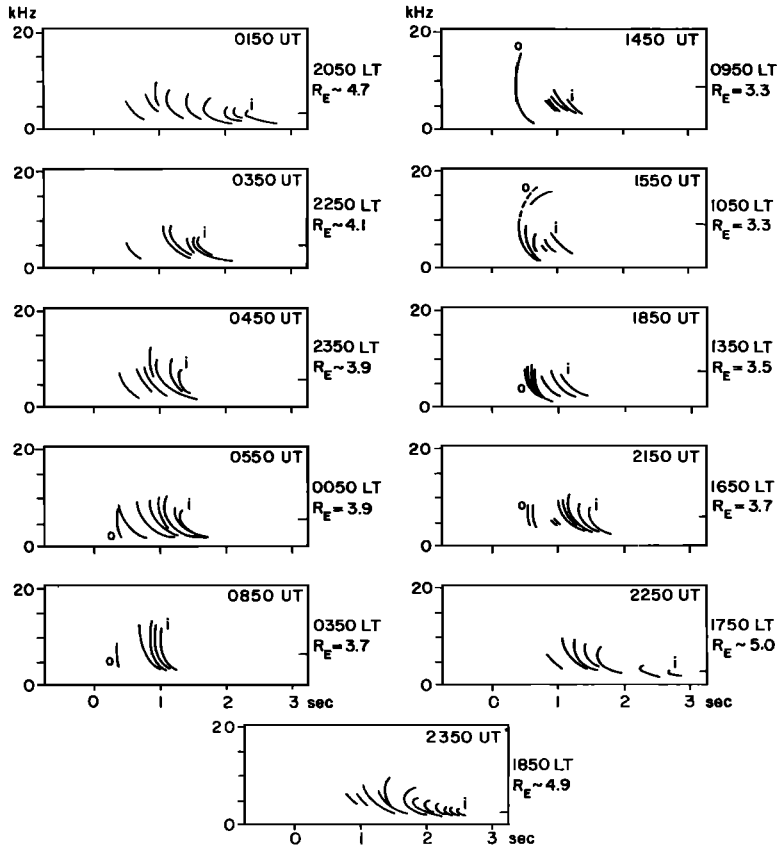 kHz
20
0
0150 UT
i
2050 LT
R_E ~ 4.7
20
0
0350 UT
i
2250 LT
R_E ~ 4.1
20
0
0450 UT
i
2350 LT
R_E ~ 3.9
20
0
0550 UT
o
i
0050 LT
R_E = 3.9
20
0
0850 UT
o
i
0350 LT
R_E = 3.7
0 1 2 3 sec
kHz
20
0
1450 UT
o
i
0950 LT
R_E = 3.3
20
0
1550 UT
o
i
1050 LT
R_E = 3.3
20
0
1850 UT
o
i
1350 LT
R_E = 3.5
20
0
2150 UT
o
i
1650 LT
R_E = 3.7
20
0
2250 UT
i
1750 LT
R_E ~ 5.0
0 1 2 3 sec
20
0
2350 UT
i
1850 LT
R_E ~ 4.9
0 1 2 3 sec